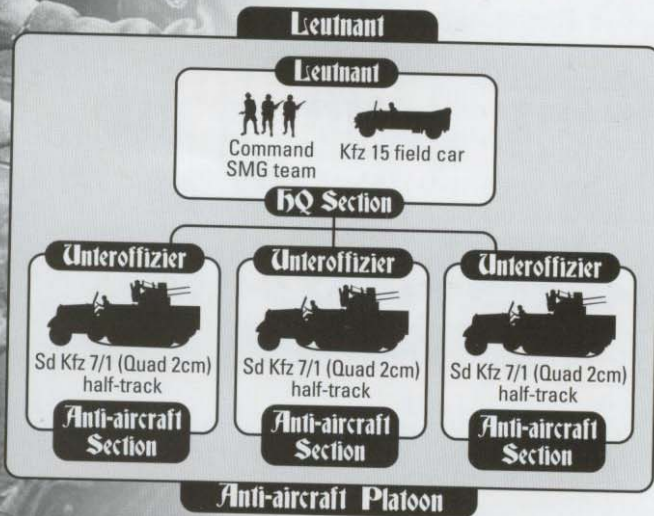 Leutnant
Leutnant
Command
SMG team
Kfz 15 field car
HQ Section
Unteroffizier
Sd Kfz 7/1 (Quad 2cm)
half-track
Anti-aircraft
Section
Unteroffizier
Sd Kfz 7/1 (Quad 2cm)
half-track
Anti-aircraft
Section
Unteroffizier
Sd Kfz 7/1 (Quad 2cm)
half-track
Anti-aircraft
Section
Anti-aircraft Platoon